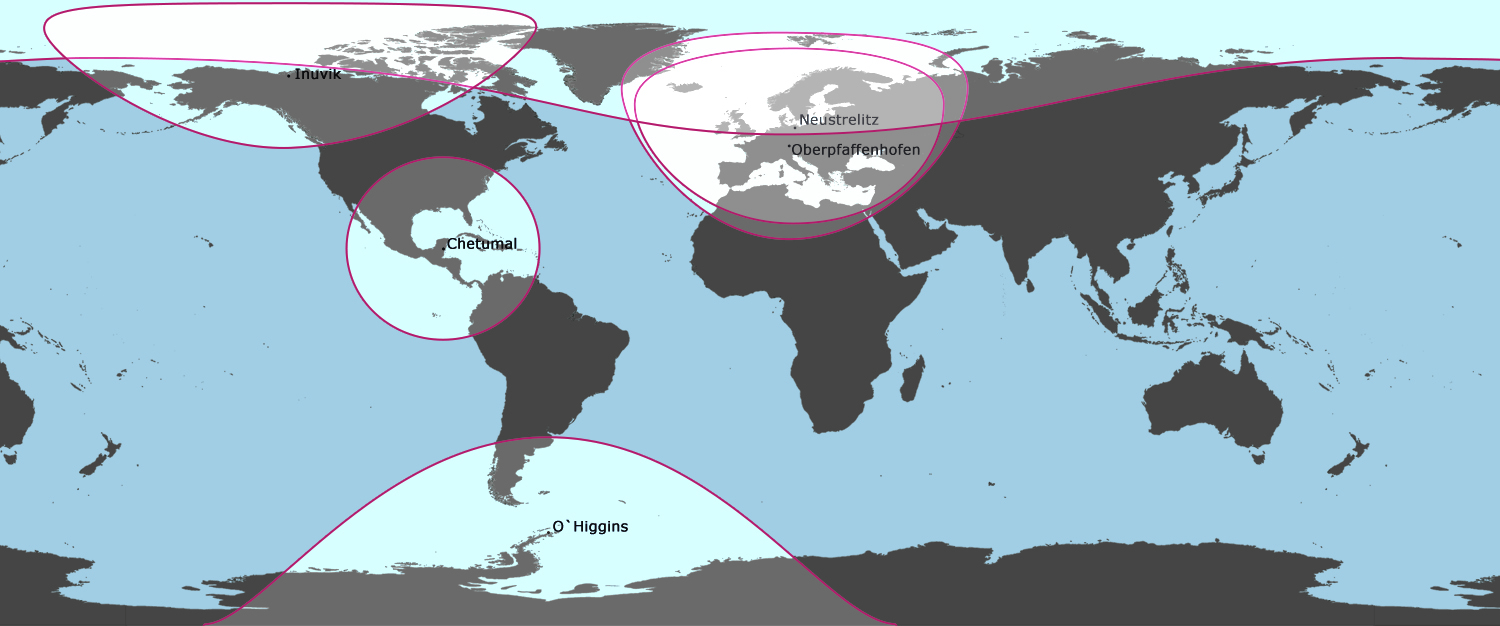 Inuvik
Neustrelitz
Oberpfaffenhofen
Chetumal
O`Higgins